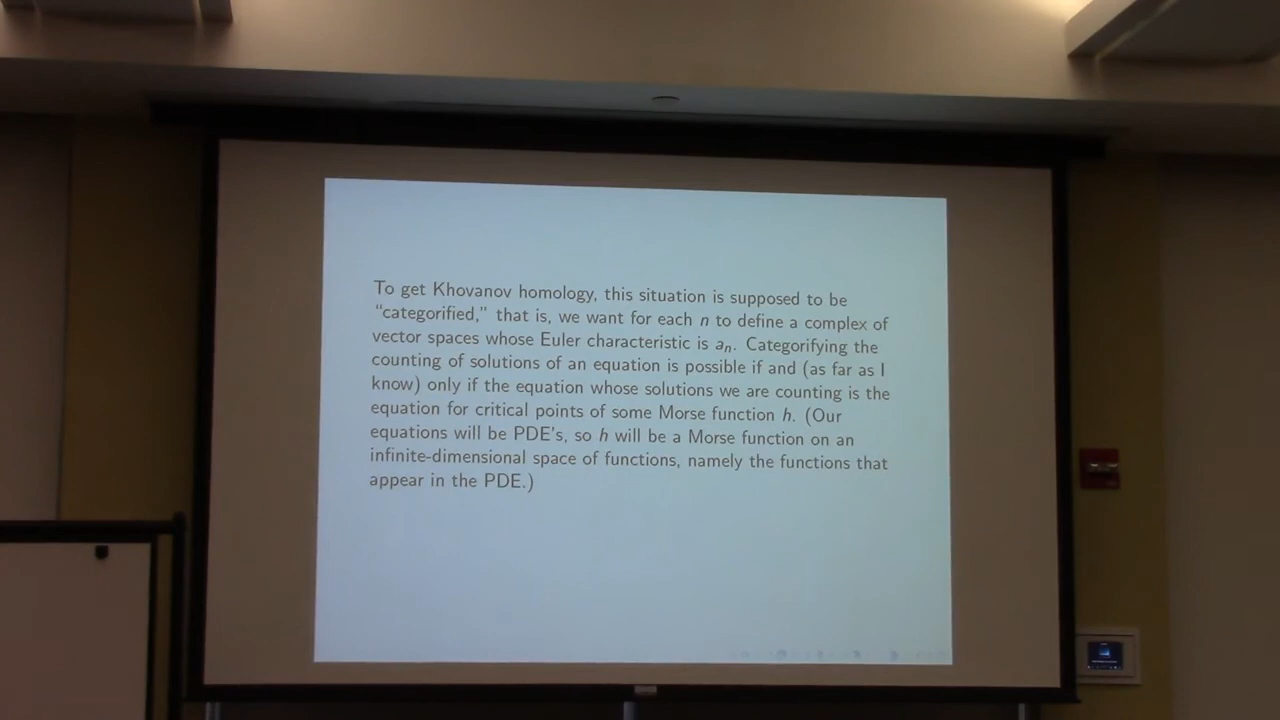 To get Khovanov homology, this situation is supposed to be
“categorified,” that is, we want for each n to define a complex of
vector spaces whose Euler characteristic is aₙ. Categorifying the
counting of solutions of an equation is possible if and (as far as I
know) only if the equation whose solutions we are counting is the
equation for critical points of some Morse function h. (Our
equations will be PDE's, so h will be a Morse function on an
infinite-dimensional space of functions, namely the functions that
appear in the PDE.)